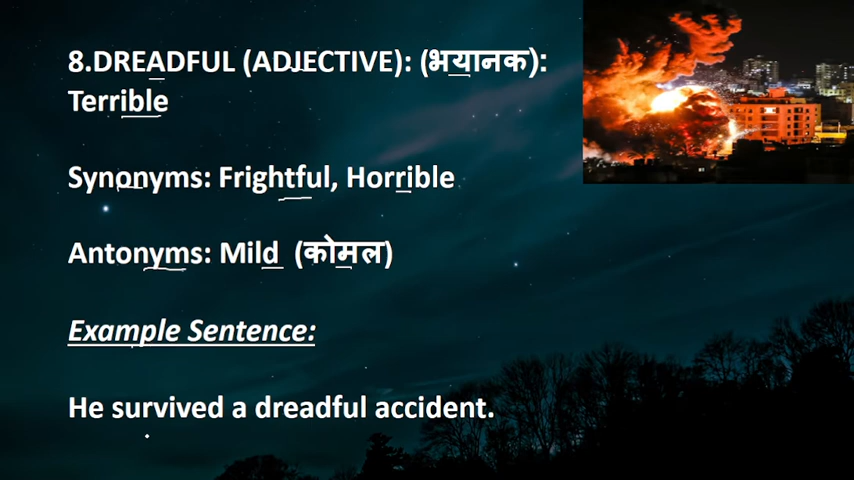 8.DREADFUL (ADJECTIVE): (भयानक):
Terrible
Synonyms: Frightful, Horrible
Antonyms: Mild (कोमल)
Example Sentence:
He survived a dreadful accident.